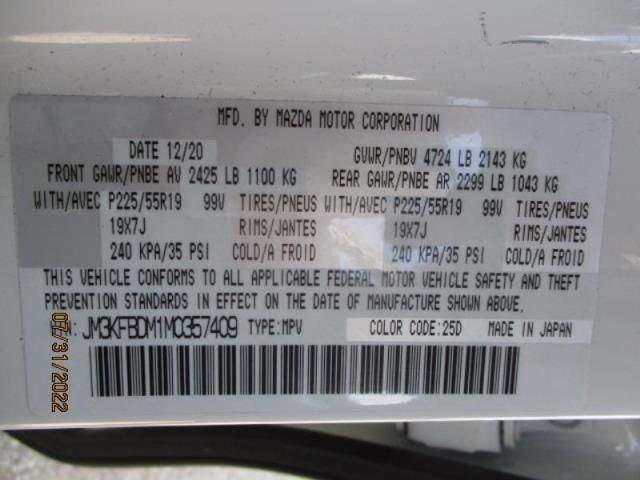 MFD. BY MAZDA MOTOR CORPORATION
DATE 12/20 GVWR/PNBV 4724 LB 2143 KG
FRONT GAWR/PNBE AV 2425 LB 1100 KG REAR GAWR/PNBE AR 2299 LB 1043 KG
WITH/AVEC P225/55R19 99V TIRES/PNEUS WITH/AVEC P225/55R19 99V TIRES/PNEUS
19X7J RIMS/JANTES 19X7J RIMS/JANTES
240 KPA/35 PSI COLD/A FROID 240 KPA/35 PSI COLD/A FROID
THIS VEHICLE CONFORMS TO ALL APPLICABLE FEDERAL MOTOR VEHICLE SAFETY AND THEFT
PREVENTION STANDARDS IN EFFECT ON THE DATE OF MANUFACTURE SHOWN ABOVE.
: JM3KFBDM1M0357409 TYPE:MPV COLOR CODE:25D MADE IN JAPAN
07/31/2022